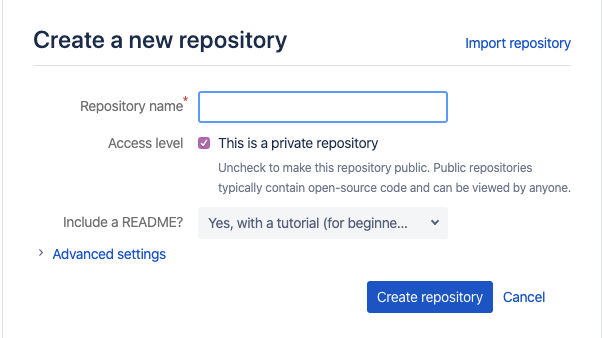 Create a new repository
Import repository
Repository name*
Access level
This is a private repository
Uncheck to make this repository public. Public repositories
typically contain open-source code and can be viewed by anyone.
Include a README?
Yes, with a tutorial (for beginne...
Advanced settings
Create repository
Cancel